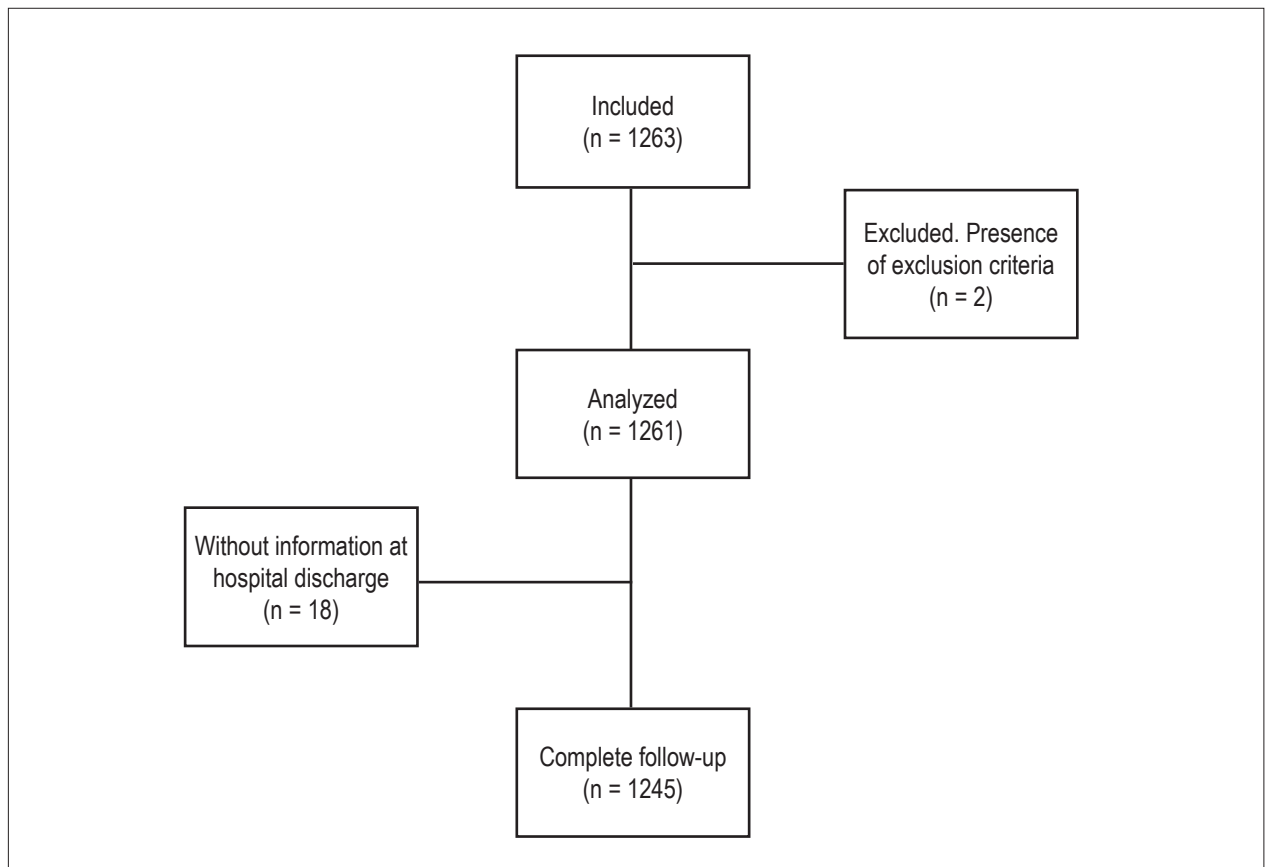 Included
(n = 1263)
Excluded. Presence
of exclusion criteria
(n = 2)
Analyzed
(n = 1261)
Without information at
hospital discharge
(n = 18)
Complete follow-up
(n = 1245)